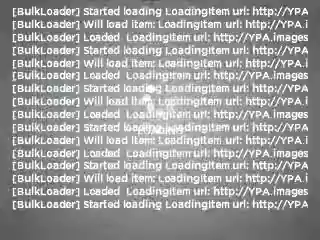 [BulkLoader] Started loading LoadingItem url: http://YPA
[BulkLoader] Will load item: LoadingItem url: http://YPA.i
[BulkLoader] Loaded LoadingItem url: http://YPA.images
[BulkLoader] Started loading LoadingItem url: http://YPA
[BulkLoader] Will load item: LoadingItem url: http://YPA.i
[BulkLoader] Loaded LoadingItem url: http://YPA.images
[BulkLoader] Started loading LoadingItem url: http://YPA
[BulkLoader] Will load item: LoadingItem url: http://YPA.i
[BulkLoader] Loaded LoadingItem url: http://YPA.images
[BulkLoader] Started loading LoadingItem url: http://YPA
[BulkLoader] Will load item: LoadingItem url: http://YPA.i
[BulkLoader] Loaded LoadingItem url: http://YPA.images
[BulkLoader] Started loading LoadingItem url: http://YPA
[BulkLoader] Will load item: LoadingItem url: http://YPA.i
[BulkLoader] Loaded LoadingItem url: http://YPA.images
[BulkLoader] Started loading LoadingItem url: http://YPA